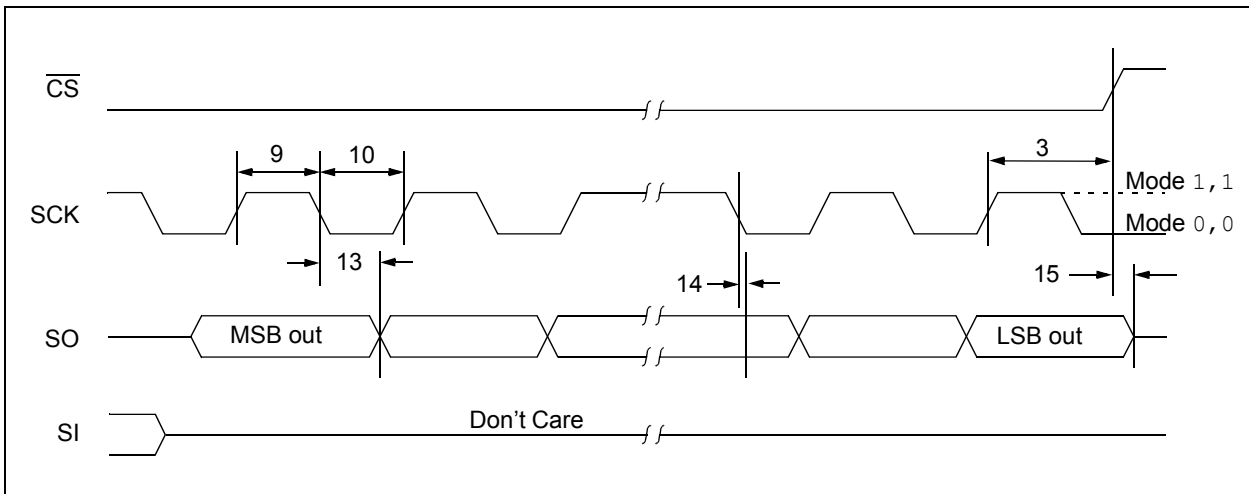 CS
9
10
3
Mode 1,1
SCK
Mode 0,0
13
14
15
SO
MSB out
LSB out
Don't Care
SI